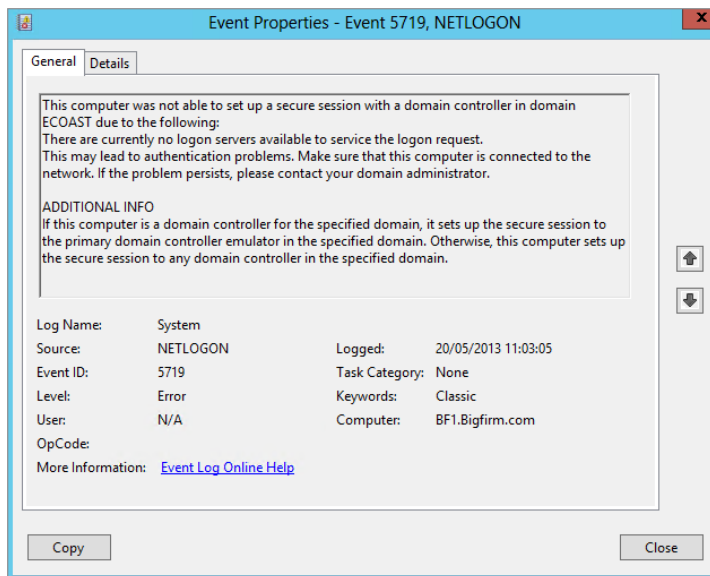 Event Properties - Event 5719, NETLOGON
x
General Details
This computer was not able to set up a secure session with a domain controller in domain
ECOAST due to the following:
There are currently no logon servers available to service the logon request.
This may lead to authentication problems. Make sure that this computer is connected to the
network. If the problem persists, please contact your domain administrator.
ADDITIONAL INFO
If this computer is a domain controller for the specified domain, it sets up the secure session to
the primary domain controller emulator in the specified domain. Otherwise, this computer sets up
the secure session to any domain controller in the specified domain.
Log Name: System
Source: NETLOGON Logged: 20/05/2013 11:03:05
Event ID: 5719 Task Category: None
Level: Error Keywords: Classic
User: N/A Computer: BF1.Bigfirm.com
OpCode:
More Information: Event Log Online Help
Copy Close